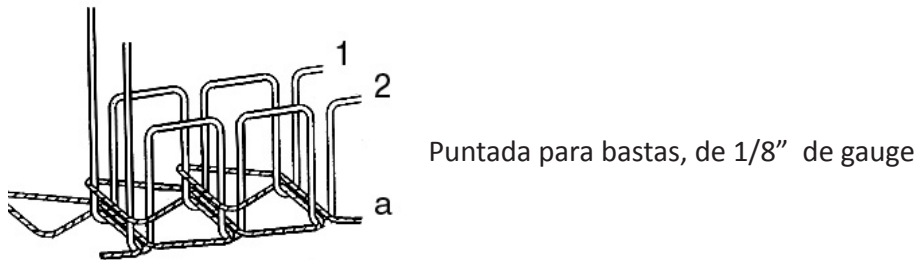 1
2
Puntada para bastas, de 1/8” de gauge
a